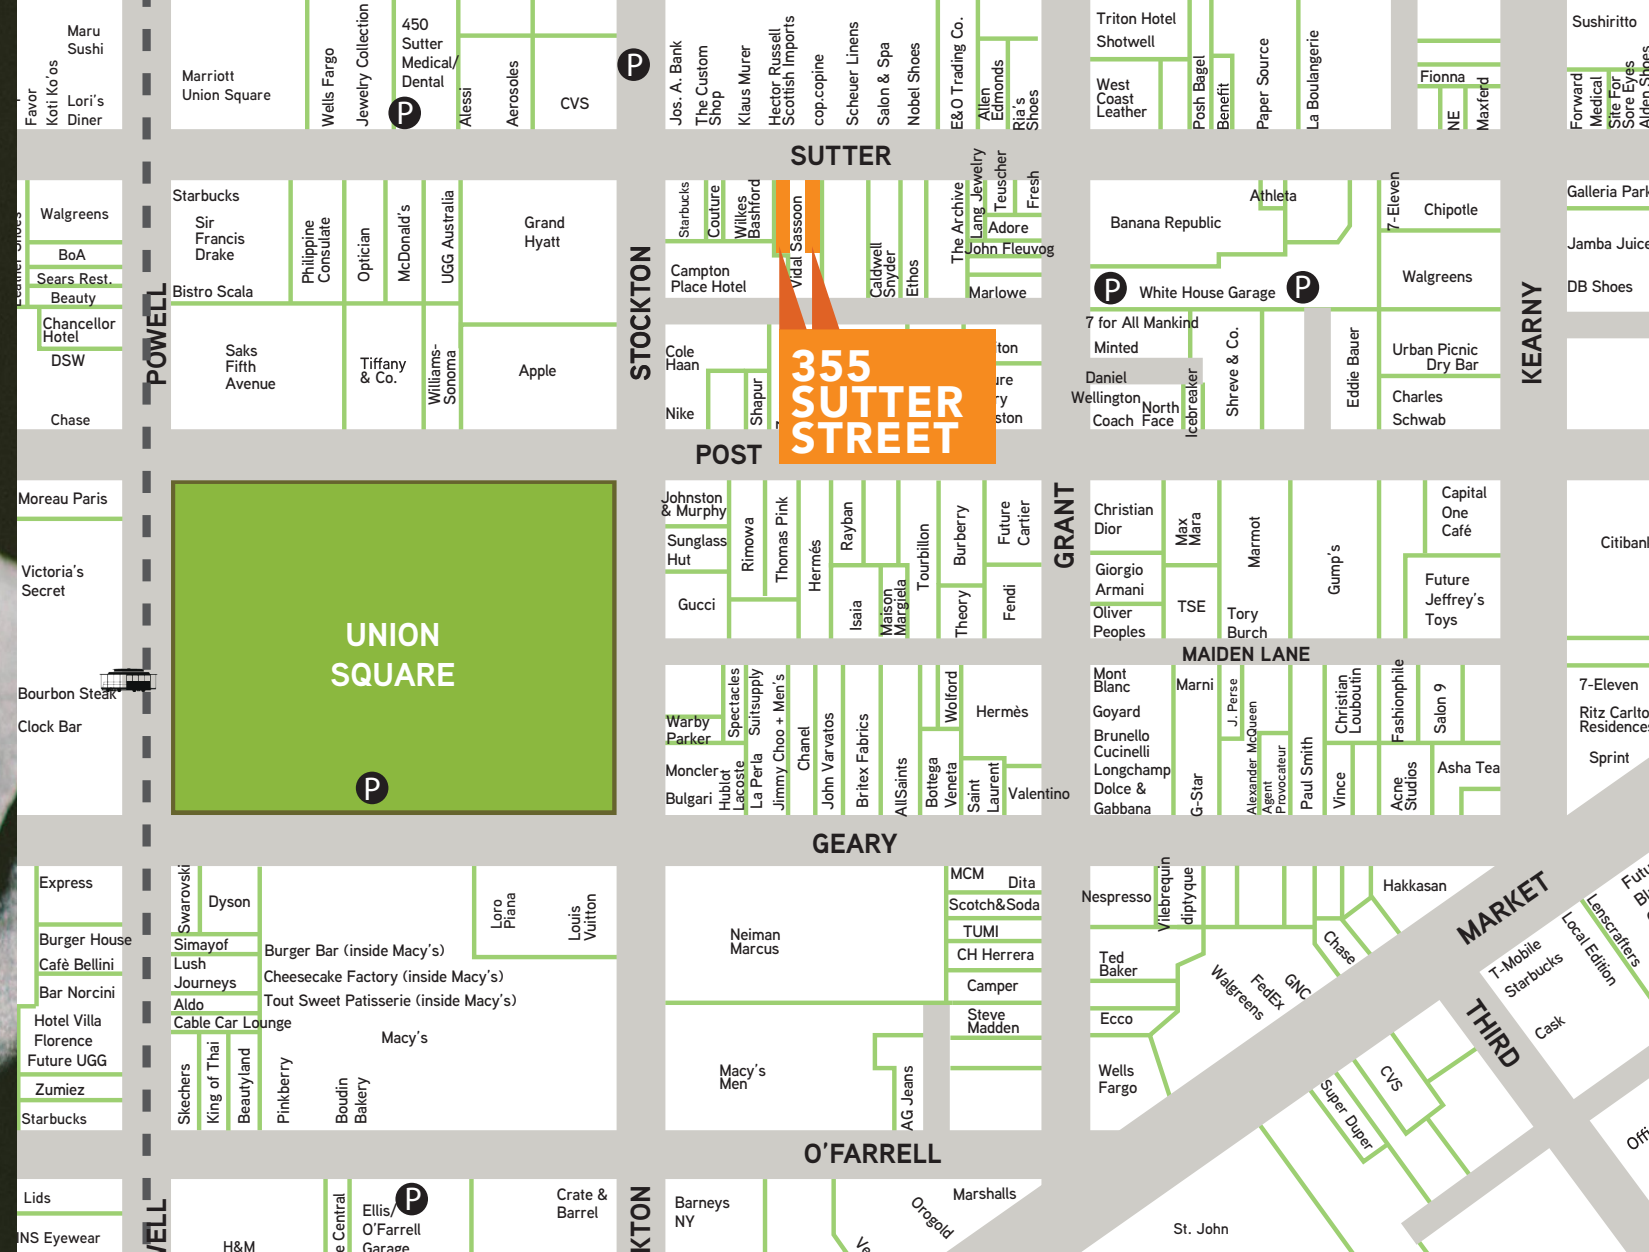 Maru
Sushi
Favor
Koti Ko'os
Lori's
Diner
Marriott
Union Square
Wells Fargo
Jewelry Collection
450
Sutter
Medical/
Dental
P
Alessi
Aerosoles
CVS
P
Jos. A. Bank
The Custom
Shop
Klaus Murer
Hector Russell
Scottish Imports
cop.copine
Scheuer Linens
Salon & Spa
Nobel Shoes
E&O Trading Co.
Allen
Edmonds
Ria's
Shoes
Triton Hotel
Shotwell
West
Coast
Leather
Posh Bagel
Benefit
Paper Source
La Boulangerie
Fionna
NE
Maxferd
Sushiritto
Forward
Medical
Site For
Sore Eyes
Alden Shoes
SUTTER
Walgreens
BoA
Sears Rest.
Beauty
Chancellor
Hotel
DSW
Chase
POWELL
Starbucks
Sir
Francis
Drake
Bistro Scala
Philippine
Consulate
Optician
McDonald's
UGG Australia
Grand
Hyatt
Saks
Fifth
Avenue
Tiffany
& Co.
Williams-
Sonoma
Apple
STOCKTON
Starbucks
Couture
Wilkes
Bashford
Vidal Sassoon
Campton
Place Hotel
Caldwell
Snyder
Ethos
The Archive
Lang Jewelry
Teuscher
Fresh
Adore
John Fleuvog
Marlowe
Cole
Haan
Nike
Shapur
355
SUTTER
STREET
ton
ure
ry
ston
Banana Republic
Athleta
7-Eleven
Chipotle
Walgreens
P
White House Garage
P
7 for All Mankind
Minted
Daniel
Wellington
Coach
North
Face
Icebreaker
Shreve & Co.
Eddie Bauer
Urban Picnic
Dry Bar
Charles
Schwab
KEARNY
Galleria Park
Jamba Juice
DB Shoes
POST
Moreau Paris
Victoria's
Secret
Bourbon Steak
Clock Bar
UNION
SQUARE
P
Johnston
& Murphy
Sunglass
Hut
Gucci
Rimowa
Thomas Pink
Hermés
Rayban
Isaia
Maison
Margiela
Tourbillon
Burberry
Theory
Future
Cartier
Fendi
GRANT
Christian
Dior
Giorgio
Armani
Oliver
Peoples
Max
Mara
TSE
Marmot
Tory
Burch
Gump's
Capital
One
Café
Future
Jeffrey's
Toys
Citibank
MAIDEN LANE
Warby
Parker
Spectacles
Suitsupply
Moncler
Bulgari
Hublot
Lacoste
La Perla
Jimmy Choo + Men's
Chanel
John Varvatos
Britex Fabrics
AllSaints
Bottega
Veneta
Wolford
Hermès
Saint
Laurent
Valentino
Mont
Blanc
Goyard
Brunello
Cucinelli
Longchamp
Dolce &
Gabbana
Marni
G-Star
J. Perse
Alexander McQueen
Agent
Provocateur
Paul Smith
Christian
Louboutin
Vince
Fashionphile
Acne
Studios
Salon 9
Asha Tea
7-Eleven
Ritz Carlto
Residences
Sprint
GEARY
Express
Burger House
Cafè Bellini
Bar Norcini
Hotel Villa
Florence
Future UGG
Zumiez
Starbucks
Swarovski
Dyson
Simayof
Lush
Journeys
Aldo
Cable Car Lounge
Skechers
King of Thai
Beautyland
Burger Bar (inside Macy's)
Cheesecake Factory (inside Macy's)
Tout Sweet Patisserie (inside Macy's)
Macy's
Pinkberry
Boudin
Bakery
Loro
Piana
Louis
Vuitton
Neiman
Marcus
Macy's
Men
AG Jeans
MCM
Dita
Scotch&Soda
TUMI
CH Herrera
Camper
Steve
Madden
Nespresso
Vilebrequin
diptyque
Ted
Baker
Ecco
Wells
Fargo
Walgreens
FedEx
GNC
Chase
Hakkasan
MARKET
THIRD
T-Mobile
Starbucks
Local Edition
Lenscrafters
Cask
CVS
Super Duper
O'FARRELL
Lids
NS Eyewear
WELL
H&M
e Central
Ellis/
O'Farrell
Garage
P
Crate &
Barrel
KTON
Barneys
NY
Orogold
Marshalls
St. John